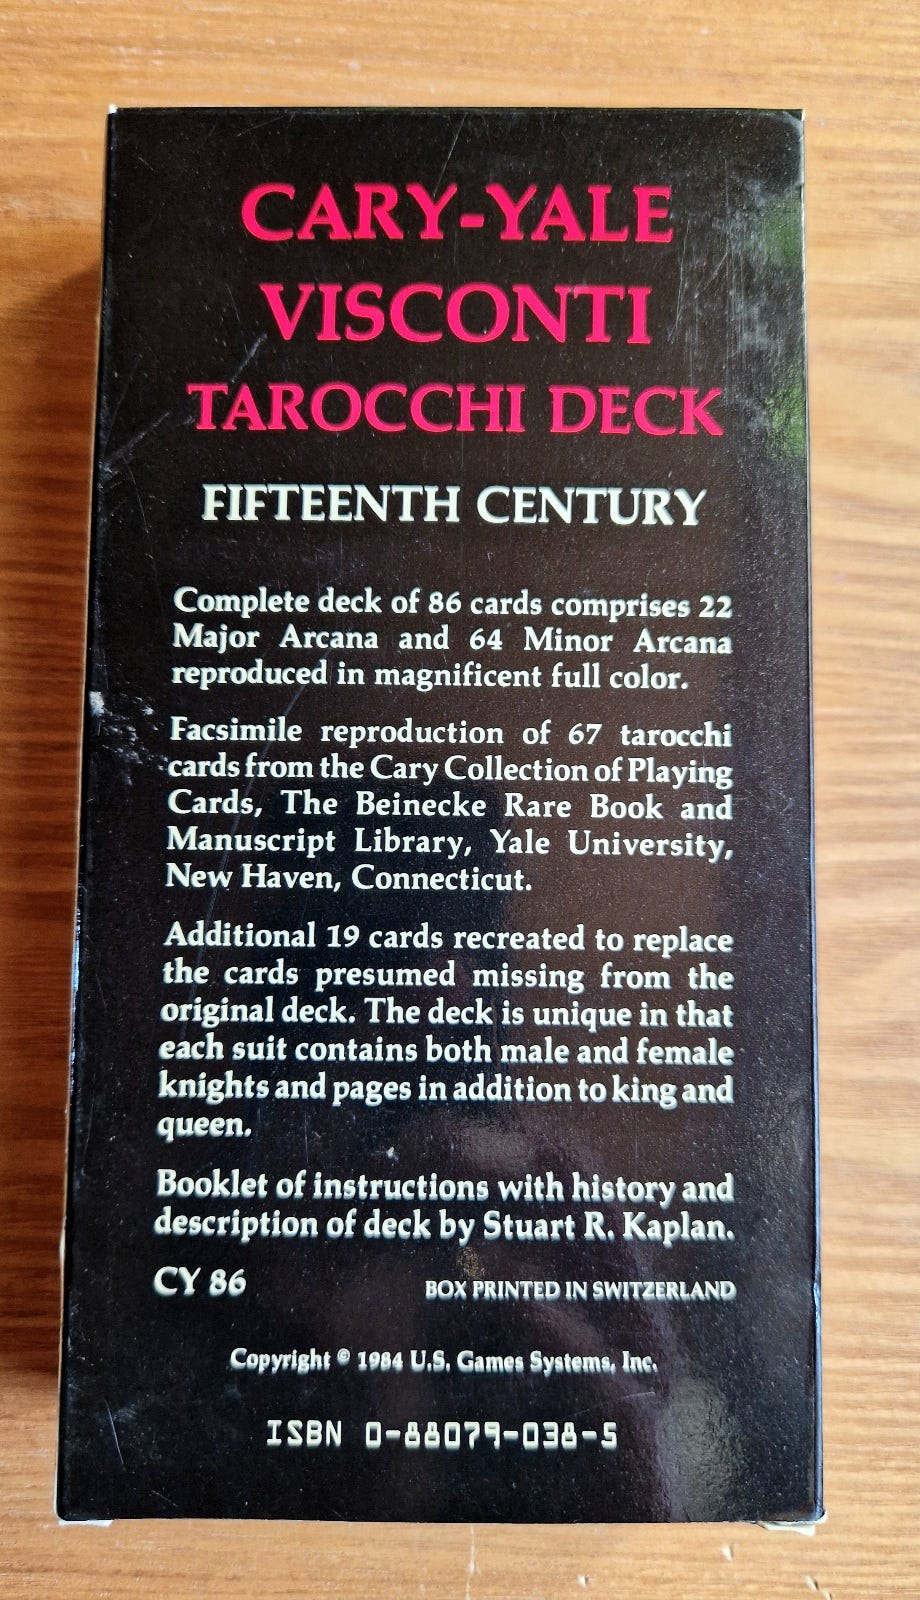 CARY-YALE
VISCONTI
TAROCCHI DECK
FIFTEENTH CENTURY
Complete deck of 86 cards comprises 22
Major Arcana and 64 Minor Arcana
reproduced in magnificent full color.
Facsimile reproduction of 67 tarocchi
cards from the Cary Collection of Playing
Cards, The Beinecke Rare Book and
Manuscript Library, Yale University,
New Haven, Connecticut.
Additional 19 cards recreated to replace
the cards presumed missing from the
original deck. The deck is unique in that
each suit contains both male and female
knights and pages in addition to king and
queen.
Booklet of instructions with history and
description of deck by Stuart R. Kaplan.
CY 86 BOX PRINTED IN SWITZERLAND
Copyright © 1984 U.S. Games Systems, Inc.
ISBN 0-88079-038-5